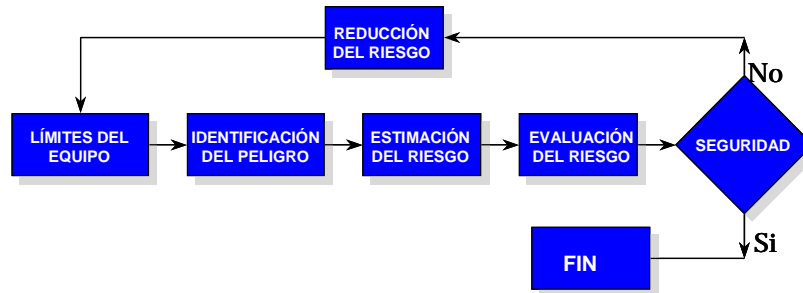 REDUCCIÓN
DEL RIESGO
No
LÍMITES DEL
EQUIPO
IDENTIFICACIÓN
DEL PELIGRO
ESTIMACIÓN
DEL RIESGO
EVALUACIÓN
DEL RIESGO
SEGURIDAD
Si
FIN